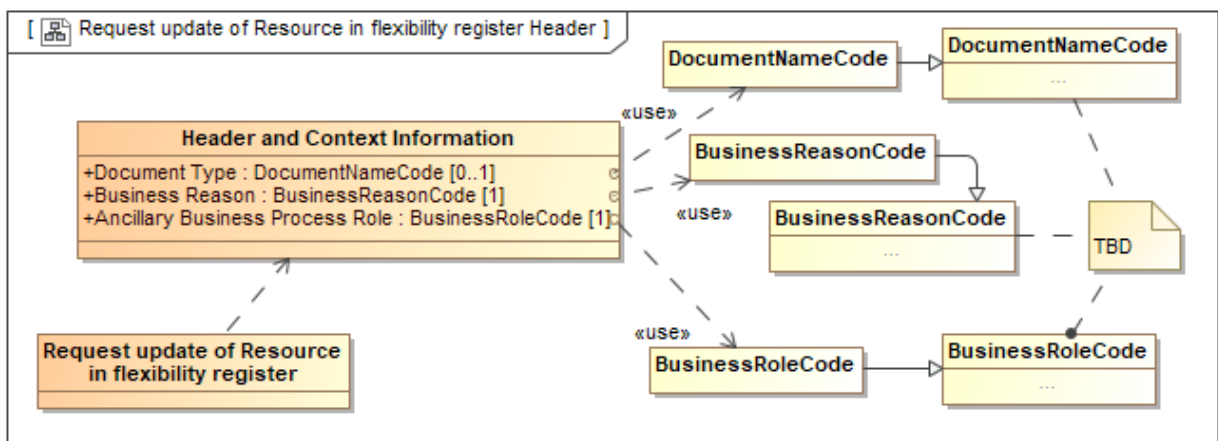 [ Request update of Resource in flexibility register Header ]
DocumentNameCode
DocumentNameCode
...
«use»
Header and Context Information
+Document Type : DocumentNameCode [0..1]
+Business Reason : BusinessReasonCode [1]
+Ancillary Business Process Role : BusinessRoleCode [1]
BusinessReasonCode
«use»
BusinessReasonCode
...
TBD
«use»
Request update of Resource
in flexibility register
BusinessRoleCode
BusinessRoleCode
...